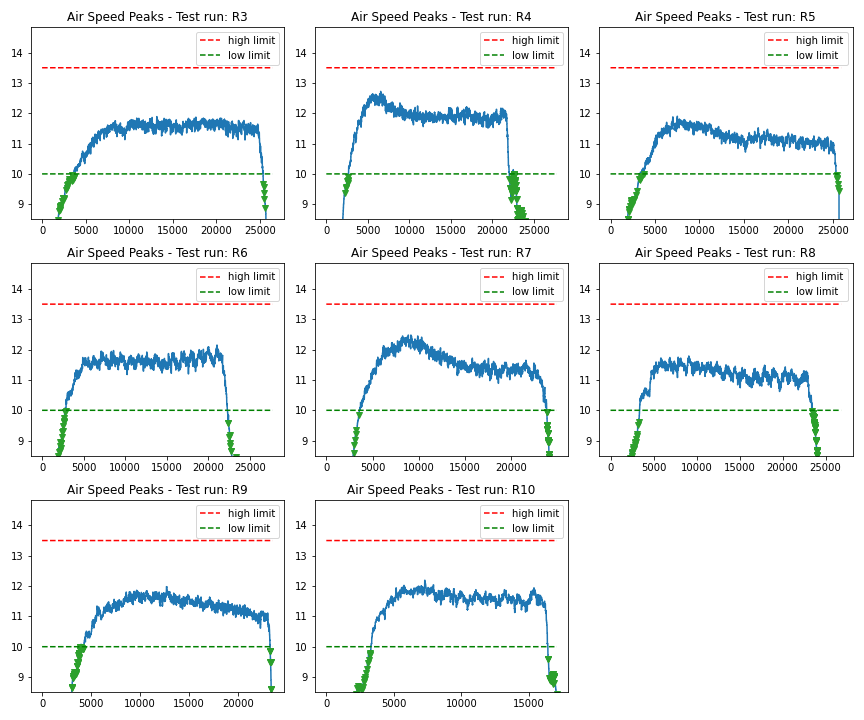 Air Speed Peaks - Test run: R3
high limit
low limit
14
13
12
11
10
9
0 5000 10000 15000 20000 25000
Air Speed Peaks - Test run: R4
high limit
low limit
14
13
12
11
10
9
0 5000 10000 15000 20000 25000
Air Speed Peaks - Test run: R5
high limit
low limit
14
13
12
11
10
9
0 5000 10000 15000 20000 25000
Air Speed Peaks - Test run: R6
high limit
low limit
14
13
12
11
10
9
0 5000 10000 15000 20000 25000
Air Speed Peaks - Test run: R7
high limit
low limit
14
13
12
11
10
9
0 5000 10000 15000 20000
Air Speed Peaks - Test run: R8
high limit
low limit
14
13
12
11
10
9
0 5000 10000 15000 20000 25000
Air Speed Peaks - Test run: R9
high limit
low limit
14
13
12
11
10
9
0 5000 10000 15000 20000
Air Speed Peaks - Test run: R10
high limit
low limit
14
13
12
11
10
9
0 5000 10000 15000